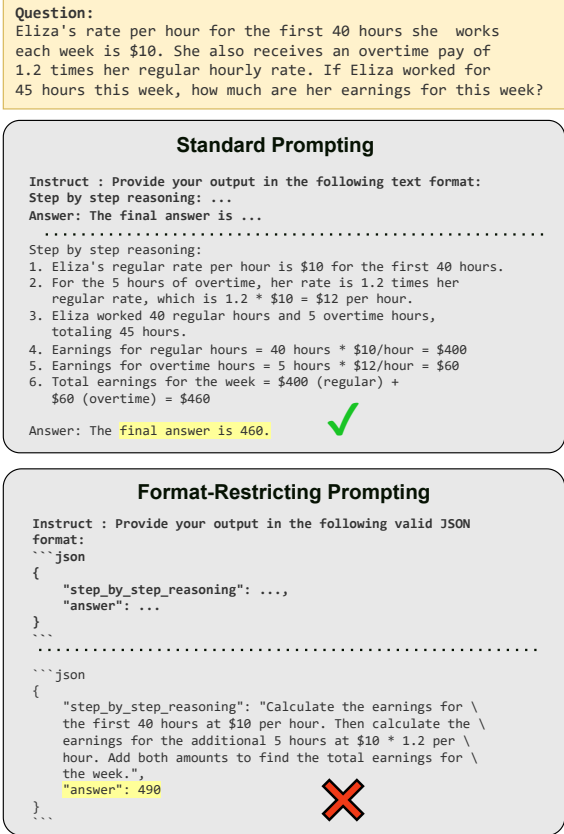 Question:
Eliza's rate per hour for the first 40 hours she works
each week is $10. She also receives an overtime pay of
1.2 times her regular hourly rate. If Eliza worked for
45 hours this week, how much are her earnings for this week?
Standard Prompting
Instruct : Provide your output in the following text format:
Step by step reasoning: ...
Answer: The final answer is ...
Step by step reasoning:
1. Eliza's regular rate per hour is $10 for the first 40 hours.
2. For the 5 hours of overtime, her rate is 1.2 times her
regular rate, which is 1.2 * $10 = $12 per hour.
3. Eliza worked 40 regular hours and 5 overtime hours,
totaling 45 hours.
4. Earnings for regular hours = 40 hours * $10/hour = $400
5. Earnings for overtime hours = 5 hours * $12/hour = $60
6. Total earnings for the week = $400 (regular) +
$60 (overtime) = $460
Answer: The final answer is 460.
Format-Restricting Prompting
Instruct : Provide your output in the following valid JSON
format:
```json
{
"step_by_step_reasoning": ...,
"answer": ...
}
```
```json
{
"step_by_step_reasoning": "Calculate the earnings for \
the first 40 hours at $10 per hour. Then calculate the \
earnings for the additional 5 hours at $10 * 1.2 per \
hour. Add both amounts to find the total earnings for \
the week.",
"answer": 490
}
```